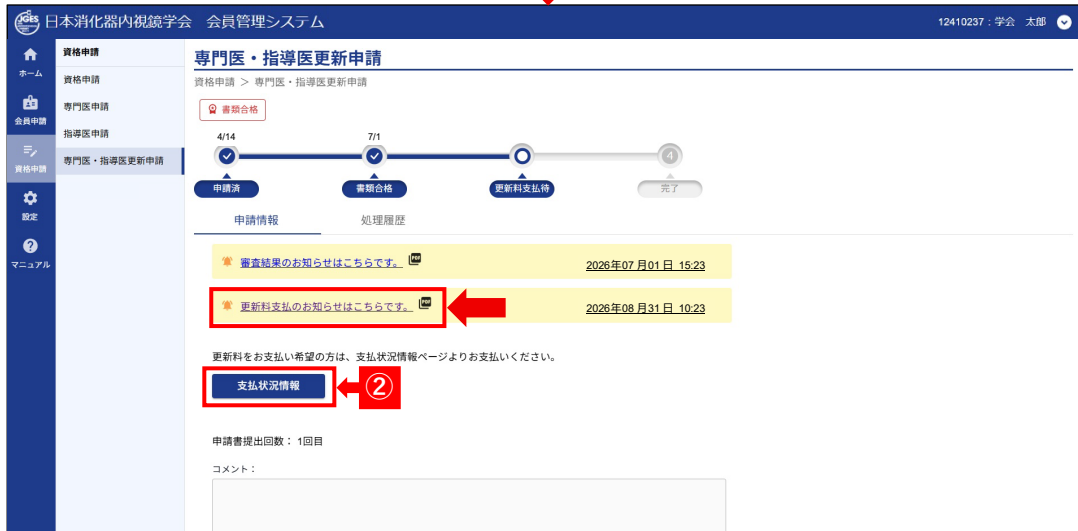 JGES 日本消化器内視鏡学会 会員管理システム
12410237：学会 太郎
ホーム
会員申請
資格申請
設定
マニュアル
資格申請
資格申請
専門医申請
指導医申請
専門医・指導医更新申請
専門医・指導医更新申請
資格申請 ＞ 専門医・指導医更新申請
書類合格
4/14 7/1
4
申請済 書類合格 更新料支払待 完了
申請情報 処理履歴
審査結果のお知らせはこちらです。 PDF 2026年07月01日 15:23
更新料支払のお知らせはこちらです。 PDF 2026年08月31日 10:23
更新料をお支払い希望の方は、支払状況情報ページよりお支払いください。
支払状況情報 ②
申請書提出回数： 1回目
コメント：